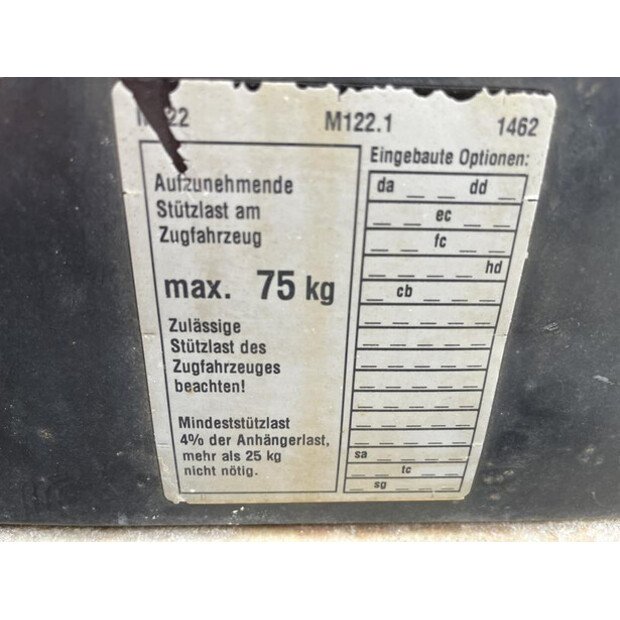 M122.1
1462
Aufzunehmende
Stützlast am
Zugfahrzeug
max. 75 kg
Zulässige
Stützlast des
Zugfahrzeuges
beachten!
Mindeststützlast
4% der Anhängerlast,
mehr als 25 kg
nicht nötig.
Eingebaute Optionen:
da _ _ dd _
_ _ ec _ _
_ _ fc _ _
_ _ _ _ hd
_ cb _ _ _
_ _ _ _ _
_ _ _ _ _
_ _ _ _ _
_ _ _ _ _
_ _ _ _ _
_ _ _ _ _
sa _ _ _ _
_ _ tc _ _
_ sg _ _ _